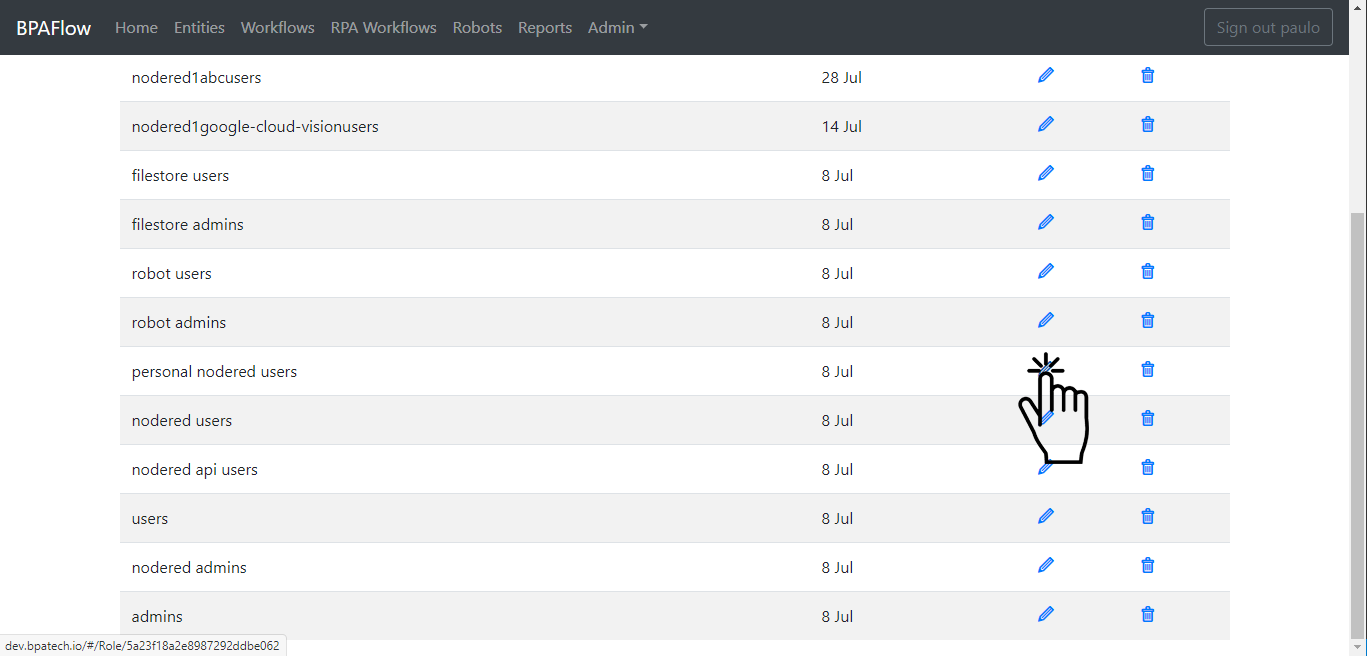 BPAFlow Home Entities Workflows RPA Workflows Robots Reports Admin Sign out paulo
nodered1abcusers 28 Jul
nodered1google-cloud-visionusers 14 Jul
filestore users 8 Jul
filestore admins 8 Jul
robot users 8 Jul
robot admins 8 Jul
personal nodered users 8 Jul
nodered users 8 Jul
nodered api users 8 Jul
users 8 Jul
nodered admins 8 Jul
admins 8 Jul
dev.bpatech.io/#/Role/5a23f18a2e8987292ddbe062